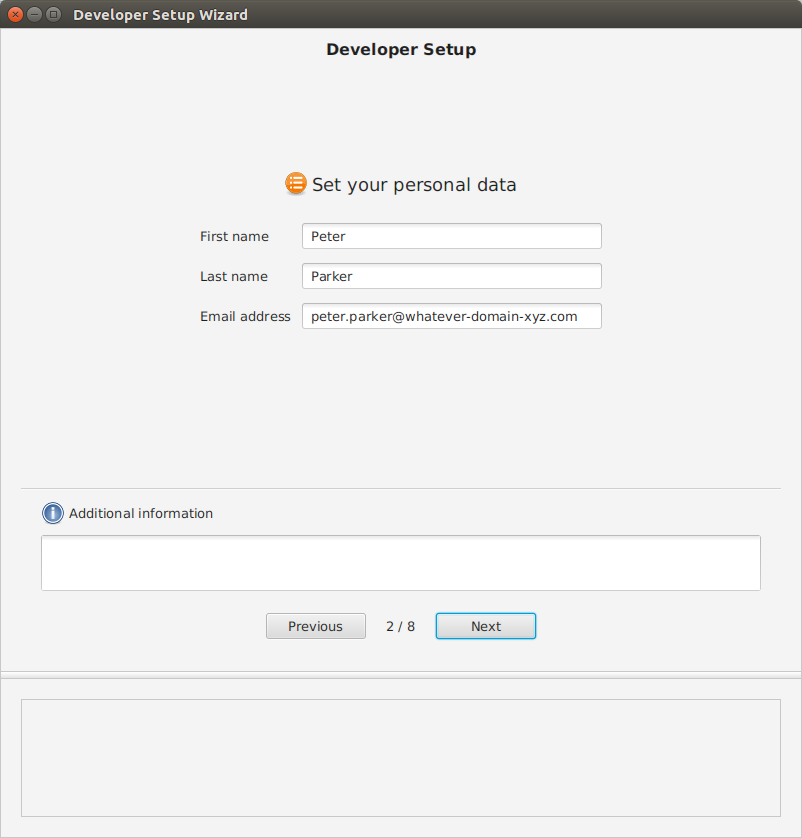 Developer Setup Wizard
Developer Setup
Set your personal data
First name Peter
Last name Parker
Email address peter.parker@whatever-domain-xyz.com
Additional information
Previous 2 / 8 Next